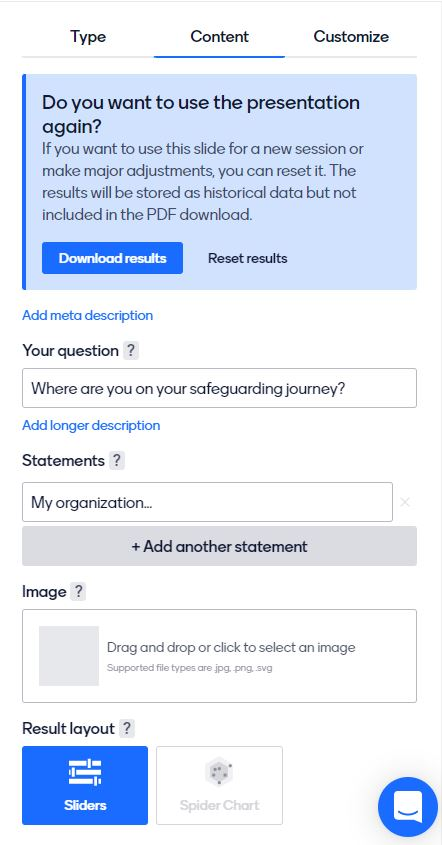 Type Content Customize
Do you want to use the presentation
again?
If you want to use this slide for a new session or
make major adjustments, you can reset it. The
results will be stored as historical data but not
included in the PDF download.
Download results Reset results
Add meta description
Your question ?
Where are you on your safeguarding journey?
Add longer description
Statements ?
My organization...
+ Add another statement
Image ?
Drag and drop or click to select an image
Supported file types are .jpg, .png, .svg
Result layout ?
Sliders Spider Chart